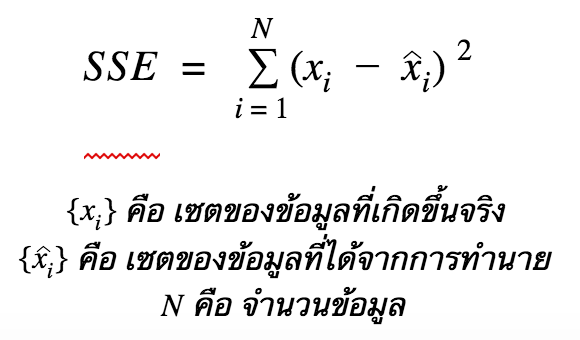 SSE = \sum_{i=1}^{N} (x_i - \hat{x}_i)^2
{x_i} คือ เซตของข้อมูลที่เกิดขึ้นจริง
{\hat{x}_i} คือ เซตของข้อมูลที่ได้จากการทำนาย
N คือ จำนวนข้อมูล